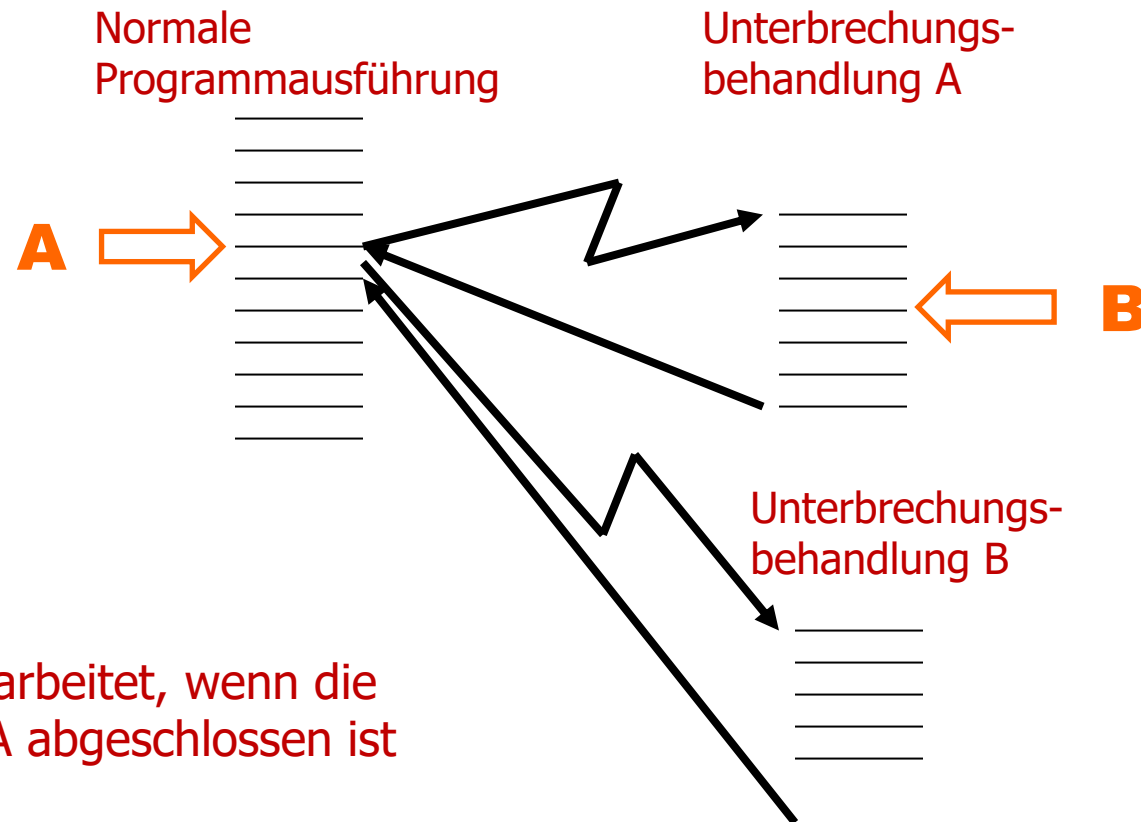 Normale
Programmausführung
Unterbrechungs-
behandlung A
A
B
Unterbrechungs-
behandlung B
arbeitet, wenn die
A abgeschlossen ist